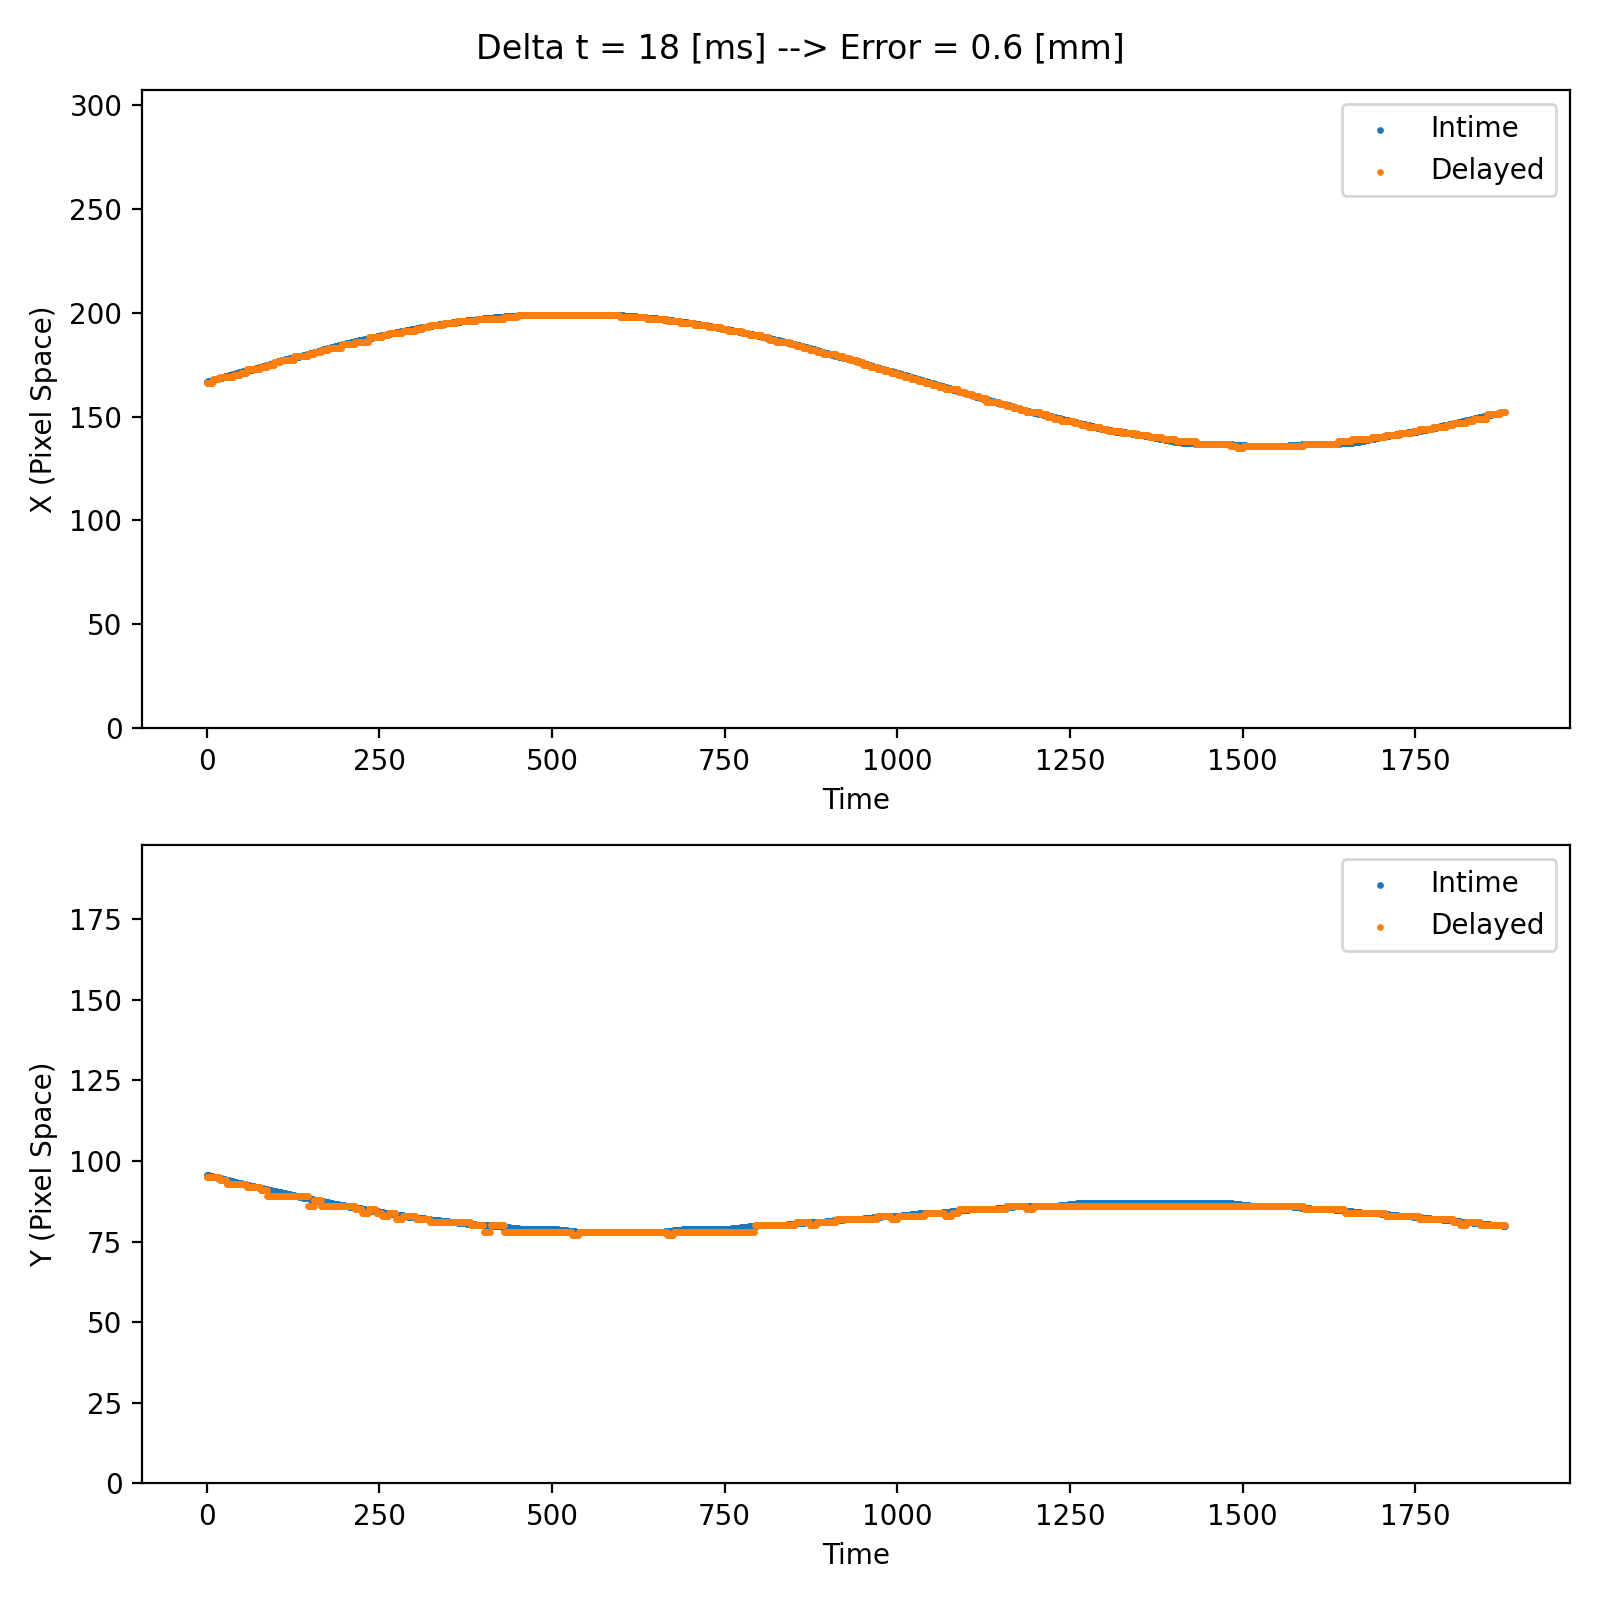 Delta t = 18 [ms] --> Error = 0.6 [mm]
300
250
200
150
100
50
0
X (Pixel Space)
Intime
Delayed
0 250 500 750 1000 1250 1500 1750
Time
175
150
125
100
75
50
25
0
Y (Pixel Space)
Intime
Delayed
0 250 500 750 1000 1250 1500 1750
Time